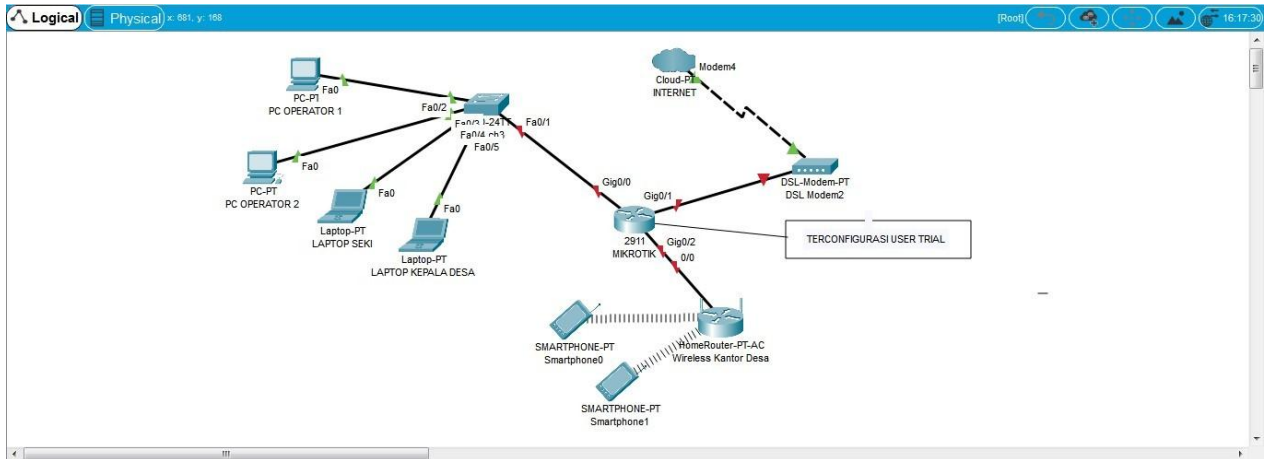 Logical Physical x: 681, y: 168 [Root] 16:17:30
Modem4
Cloud-PT
INTERNET
Fa0
PC-PT
PC OPERATOR 1
Fa0/2
Fa0/1
Fa0/3
Fa0/4
Fa0/5
Fa0
PC-PT
PC OPERATOR 2
Fa0
Laptop-PT
LAPTOP SEKI
Fa0
Laptop-PT
LAPTOP KEPALA DESA
Gig0/0
Gig0/1
DSL-Modem-PT
DSL Modem2
2911
MIKROTIK
Gig0/2
0/0
TERCONFIGURASI USER TRIAL
SMARTPHONE-PT
Smartphone0
HomeRouter-PT-AC
Wireless Kantor Desa
SMARTPHONE-PT
Smartphone1